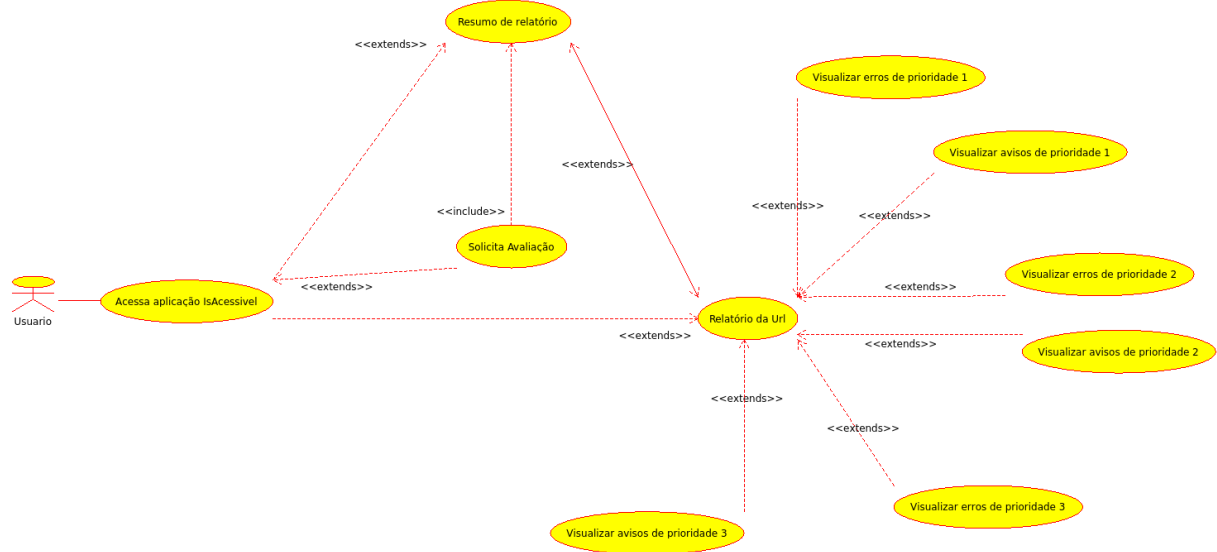 Resumo de relatório
<<extends>>
Visualizar erros de prioridade 1
Visualizar avisos de prioridade 1
<<extends>>
<<extends>>
<<include>>
<<extends>>
Solicita Avaliação
Visualizar erros de prioridade 2
<<extends>>
<<extends>>
Acessa aplicação IsAcessivel
Usuario
Relatório da Url
<<extends>>
<<extends>>
Visualizar avisos de prioridade 2
<<extends>>
<<extends>>
Visualizar erros de prioridade 3
Visualizar avisos de prioridade 3